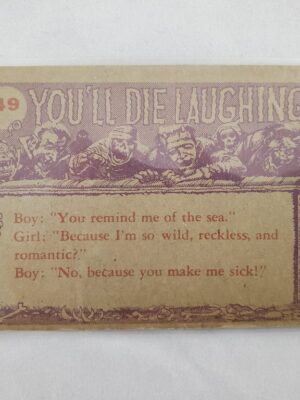 49
YOU'LL DIE LAUGHING
Boy: "You remind me of the sea."
Girl: "Because I'm so wild, reckless, and
romantic?"
Boy: "No, because you make me sick!"